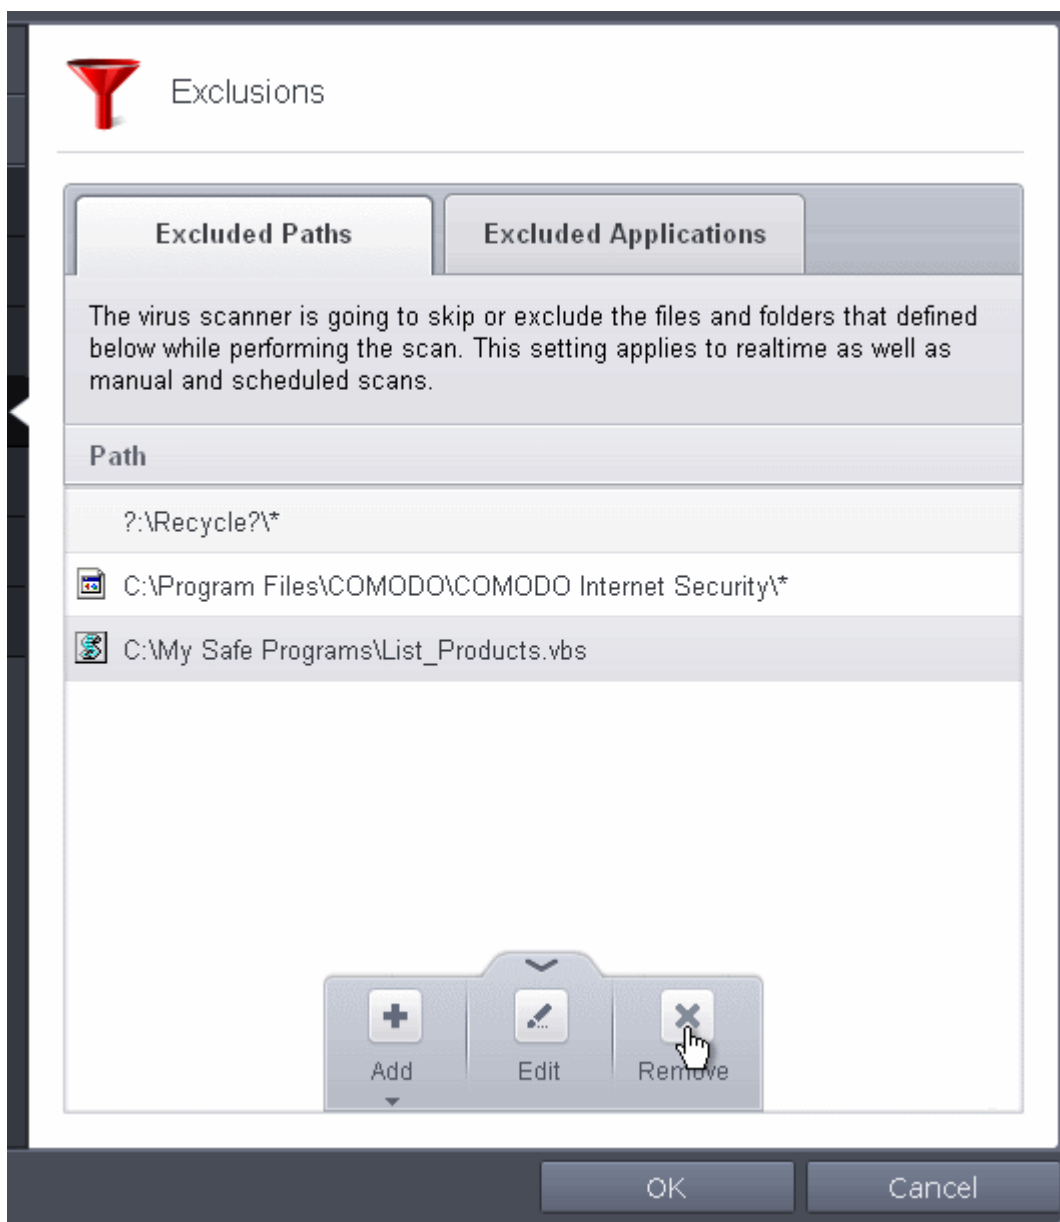 Exclusions
Excluded Paths
Excluded Applications
The virus scanner is going to skip or exclude the files and folders that defined
below while performing the scan. This setting applies to realtime as well as
manual and scheduled scans.
Path
?:\Recycle?\*
C:\Program Files\COMODO\COMODO Internet Security\*
C:\My Safe Programs\List_Products.vbs
Add
Edit
Remove
OK
Cancel